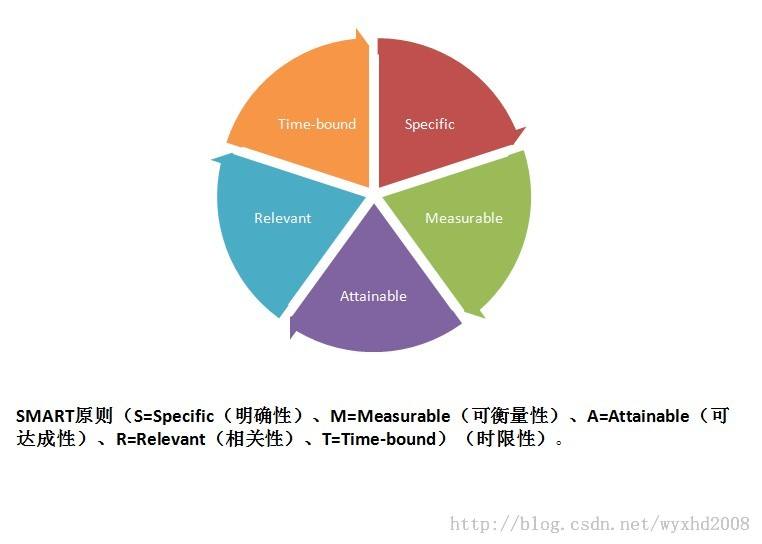 Time-bound
Specific
Relevant
Measurable
Attainable
SMART原则（S=Specific（明确性）、M=Measurable（可衡量性）、A=Attainable（可
达成性）、R=Relevant（相关性）、T=Time-bound）（时限性）。
http://blog.csdn.net/wyxhd2008